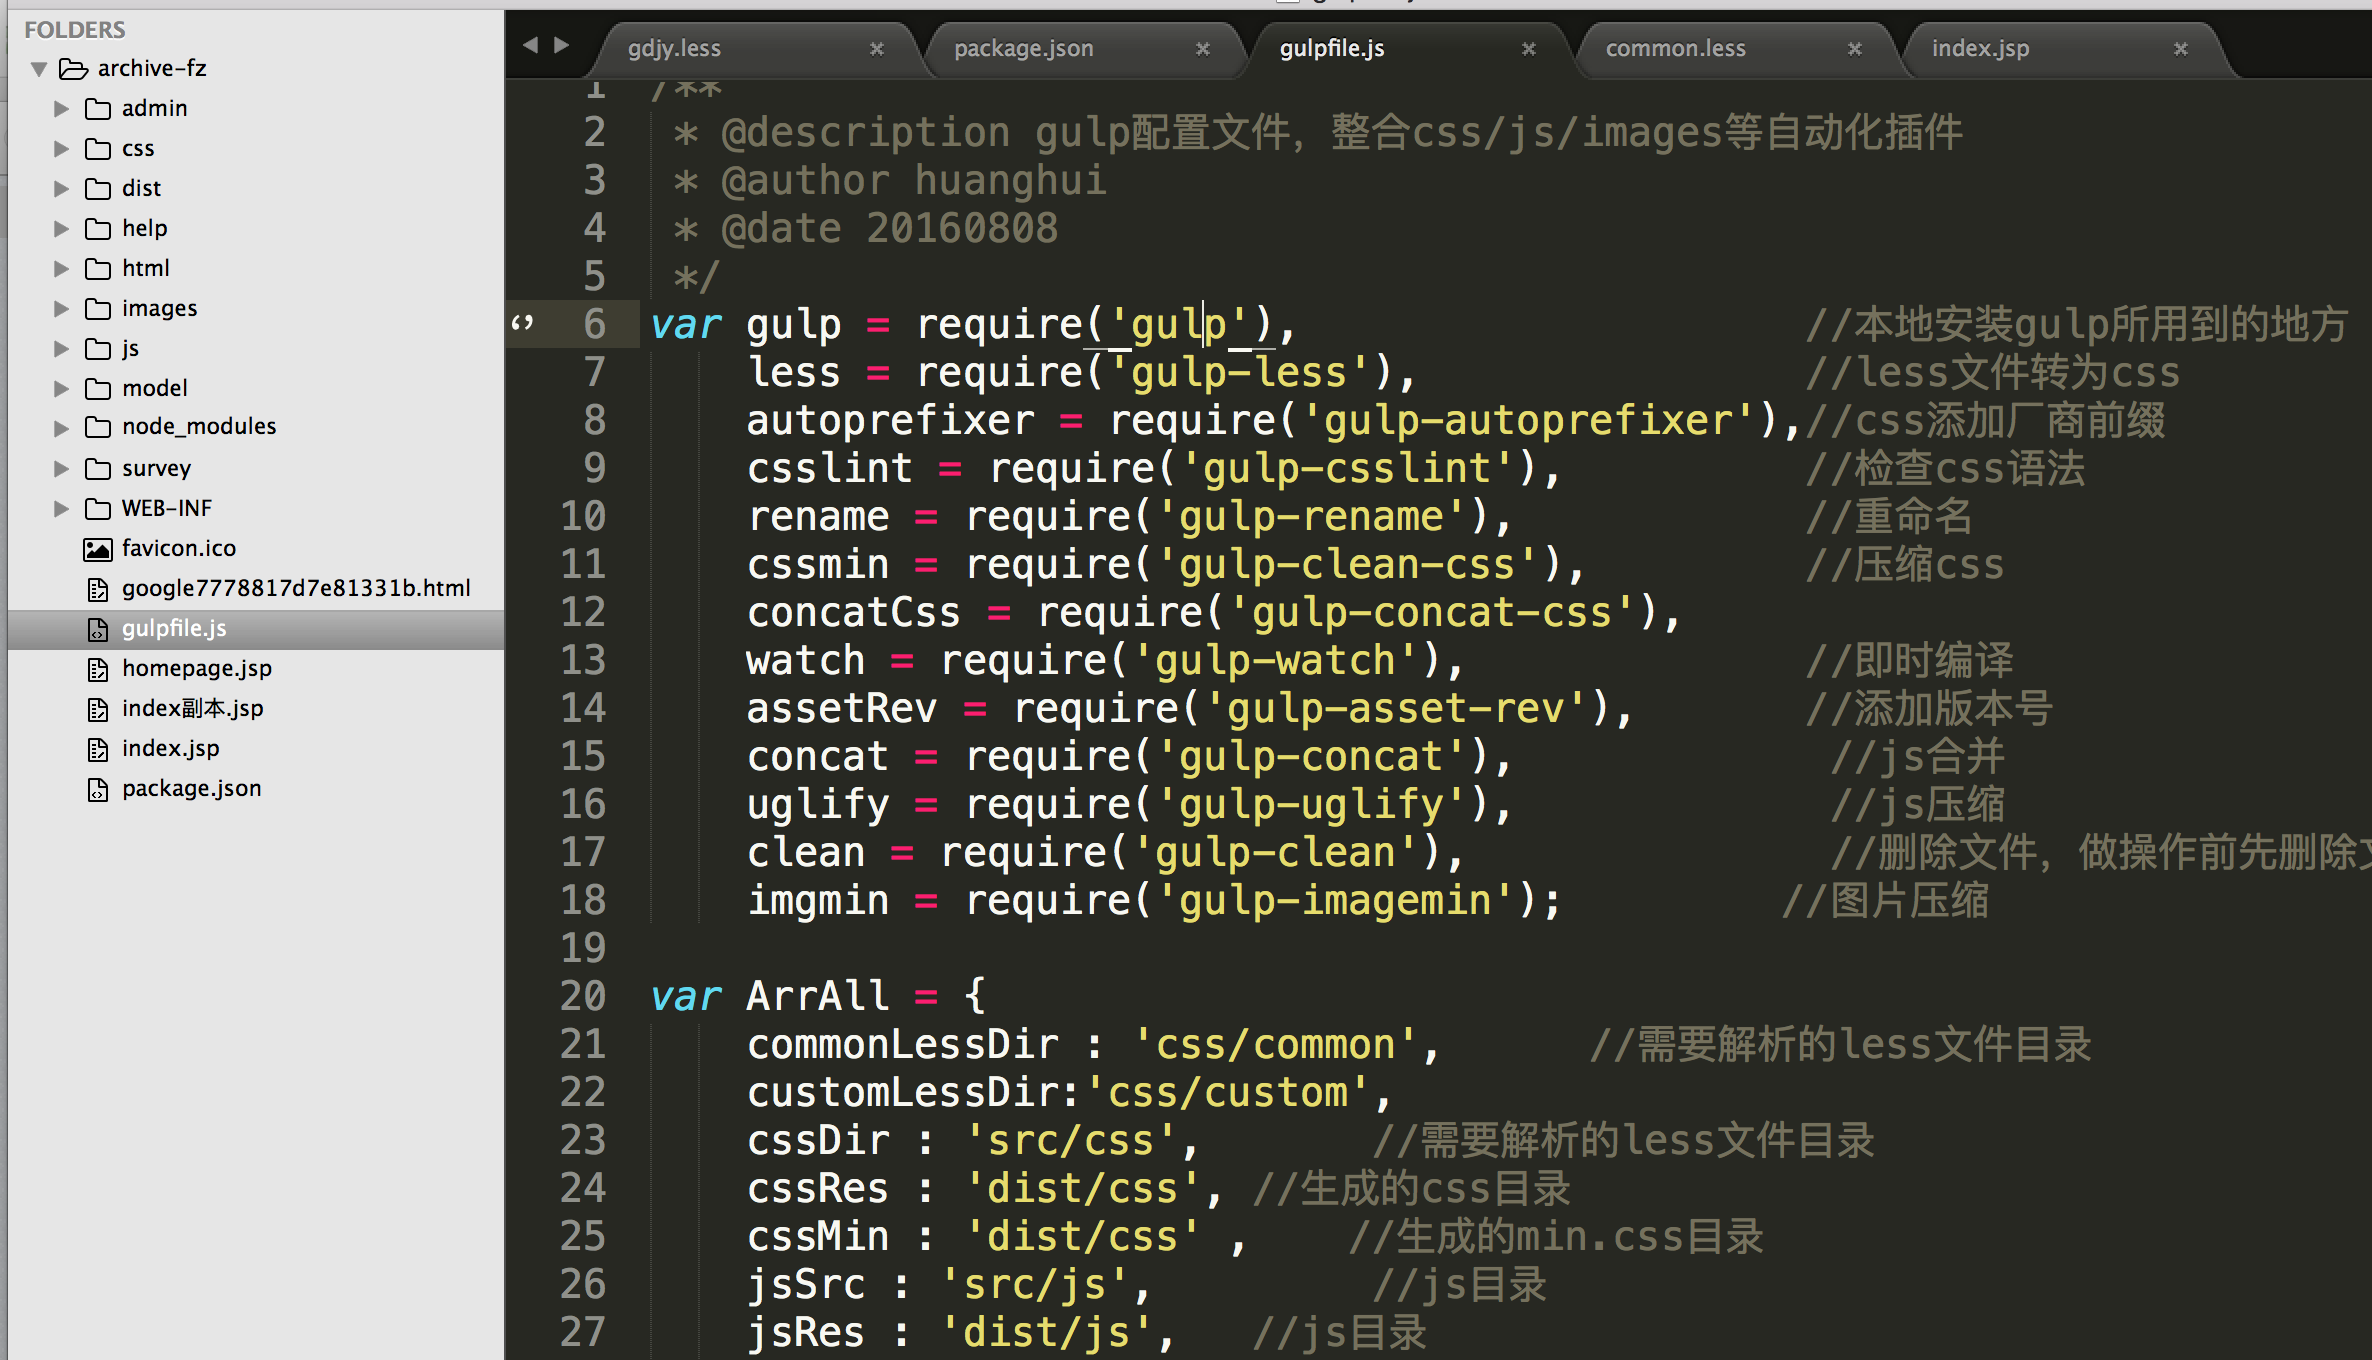 FOLDERS
archive-fz
admin
css
dist
help
html
images
js
model
node_modules
survey
WEB-INF
favicon.ico
google7778817d7e81331b.html
gulpfile.js
homepage.jsp
index副本.jsp
index.jsp
package.json
gdjy.less
package.json
gulpfile.js
common.less
index.jsp
1 /**
2 * @description gulp配置文件，整合css/js/images等自动化插件
3 * @author huanghui
4 * @date 20160808
5 */
6 var gulp = require('gulp'), //本地安装gulp所用到的地方
7 less = require('gulp-less'), //less文件转为css
8 autoprefixer = require('gulp-autoprefixer'),//css添加厂商前缀
9 csslint = require('gulp-csslint'), //检查css语法
10 rename = require('gulp-rename'), //重命名
11 cssmin = require('gulp-clean-css'), //压缩css
12 concatCss = require('gulp-concat-css'),
13 watch = require('gulp-watch'), //即时编译
14 assetRev = require('gulp-asset-rev'), //添加版本号
15 concat = require('gulp-concat'), //js合并
16 uglify = require('gulp-uglify'), //js压缩
17 clean = require('gulp-clean'), //删除文件，做操作前先删除
18 imgmin = require('gulp-imagemin'); //图片压缩
19
20 var ArrAll = {
21 commonLessDir : 'css/common', //需要解析的less文件目录
22 customLessDir:'css/custom',
23 cssDir : 'src/css', //需要解析的less文件目录
24 cssRes : 'dist/css', //生成的css目录
25 cssMin : 'dist/css' , //生成的min.css目录
26 jsSrc : 'src/js', //js目录
27 jsRes : 'dist/js', //js目录